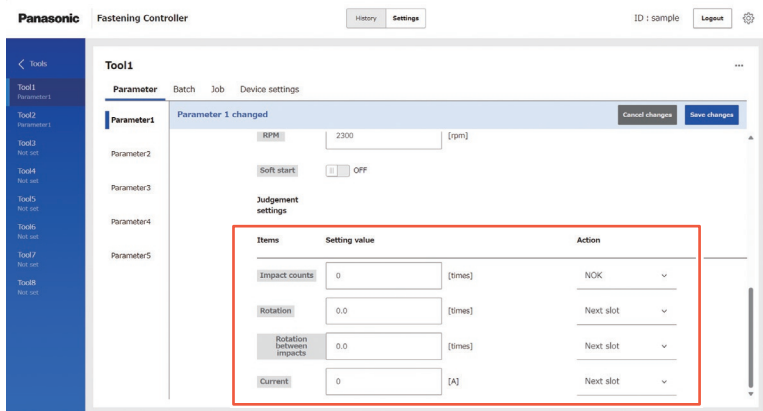 Panasonic Fastening Controller History Settings ID : sample Logout
Tools
Tool1
Parameter1
Tool2
Parameter1
Tool3
Not set
Tool4
Not set
Tool5
Not set
Tool6
Not set
Tool7
Not set
Tool8
Not set
Tool1 ...
Parameter Batch Job Device settings
Parameter1
Parameter2
Parameter3
Parameter4
Parameter5
Parameter 1 changed Cancel changes Save changes
RPM 2300 [rpm]
Soft start OFF
Judgement
settings
Items Setting value Action
Impact counts 0 [times] NOK
Rotation 0.0 [times] Next slot
Rotation
between
impacts
0.0 [times] Next slot
Current 0 [A] Next slot